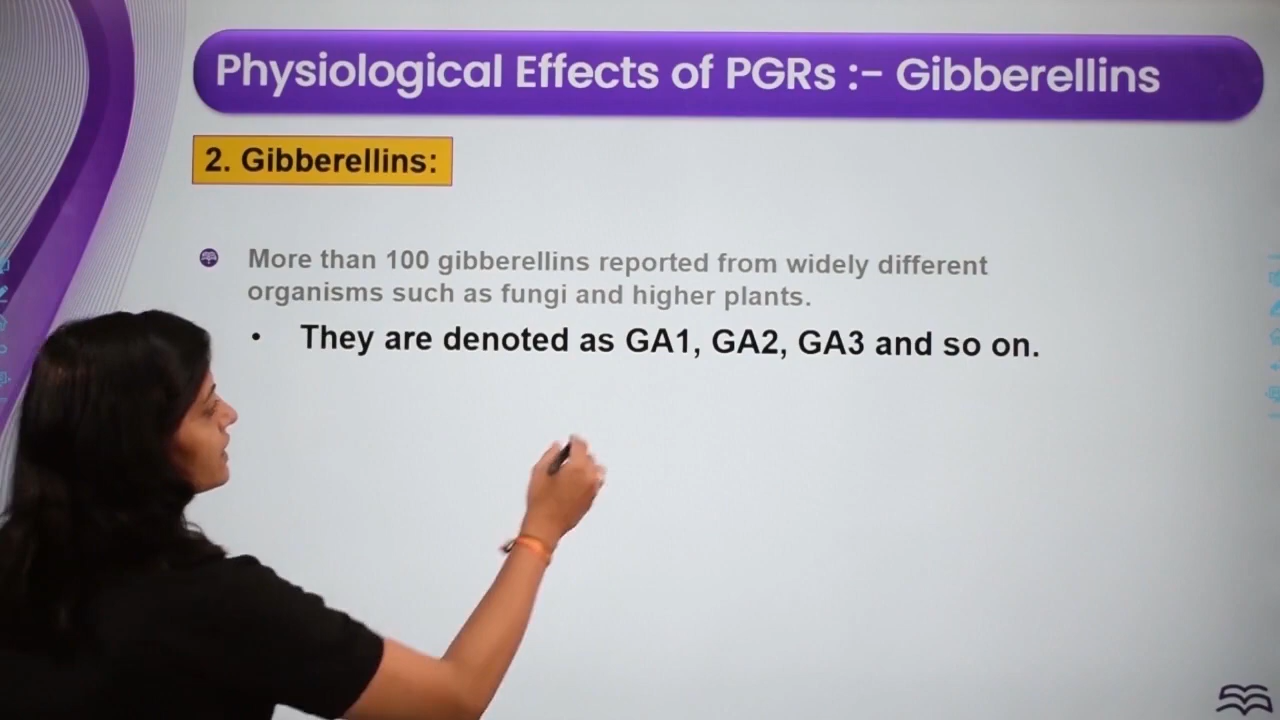 Physiological Effects of PGRs :- Gibberellins
2. Gibberellins:
More than 100 gibberellins reported from widely different
organisms such as fungi and higher plants.
• They are denoted as GA1, GA2, GA3 and so on.